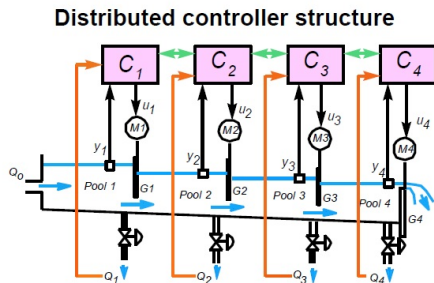 Distributed controller structure
C1 C2 C3 C4
u1 u2 u3 u4
M1 M2 M3 M4
y1 y2 y3 y4
Qo
Pool 1 G1 Pool 2 G2 Pool 3 G3 Pool 4 G4
Q1 Q2 Q3 Q4